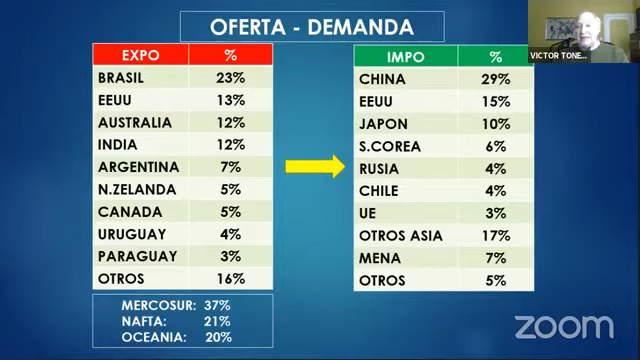 OFERTA - DEMANDA
EXPO %
BRASIL 23%
EEUU 13%
AUSTRALIA 12%
INDIA 12%
ARGENTINA 7%
N.ZELANDA 5%
CANADA 5%
URUGUAY 4%
PARAGUAY 3%
OTROS 16%
MERCOSUR: 37%
NAFTA: 21%
OCEANIA: 20%
IMPO %
CHINA 29%
EEUU 15%
JAPON 10%
S.COREA 6%
RUSIA 4%
CHILE 4%
UE 3%
OTROS ASIA 17%
MENA 7%
OTROS 5%
VICTOR TONE...
zoom